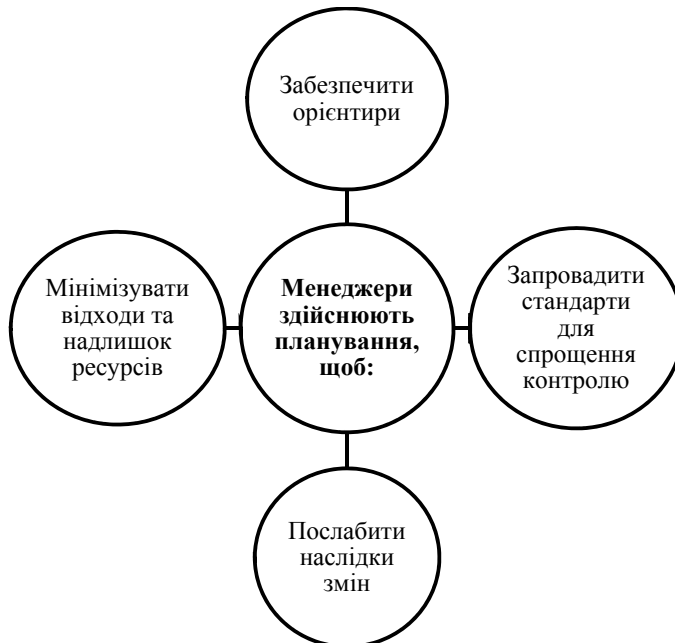 Забезпечити
орієнтири
Мінімізувати
відходи та
надлишок
ресурсів
Менеджери
здійснюють
планування,
щоб:
Запровадити
стандарти
для
спрощення
контролю
Послабити
наслідки
змін